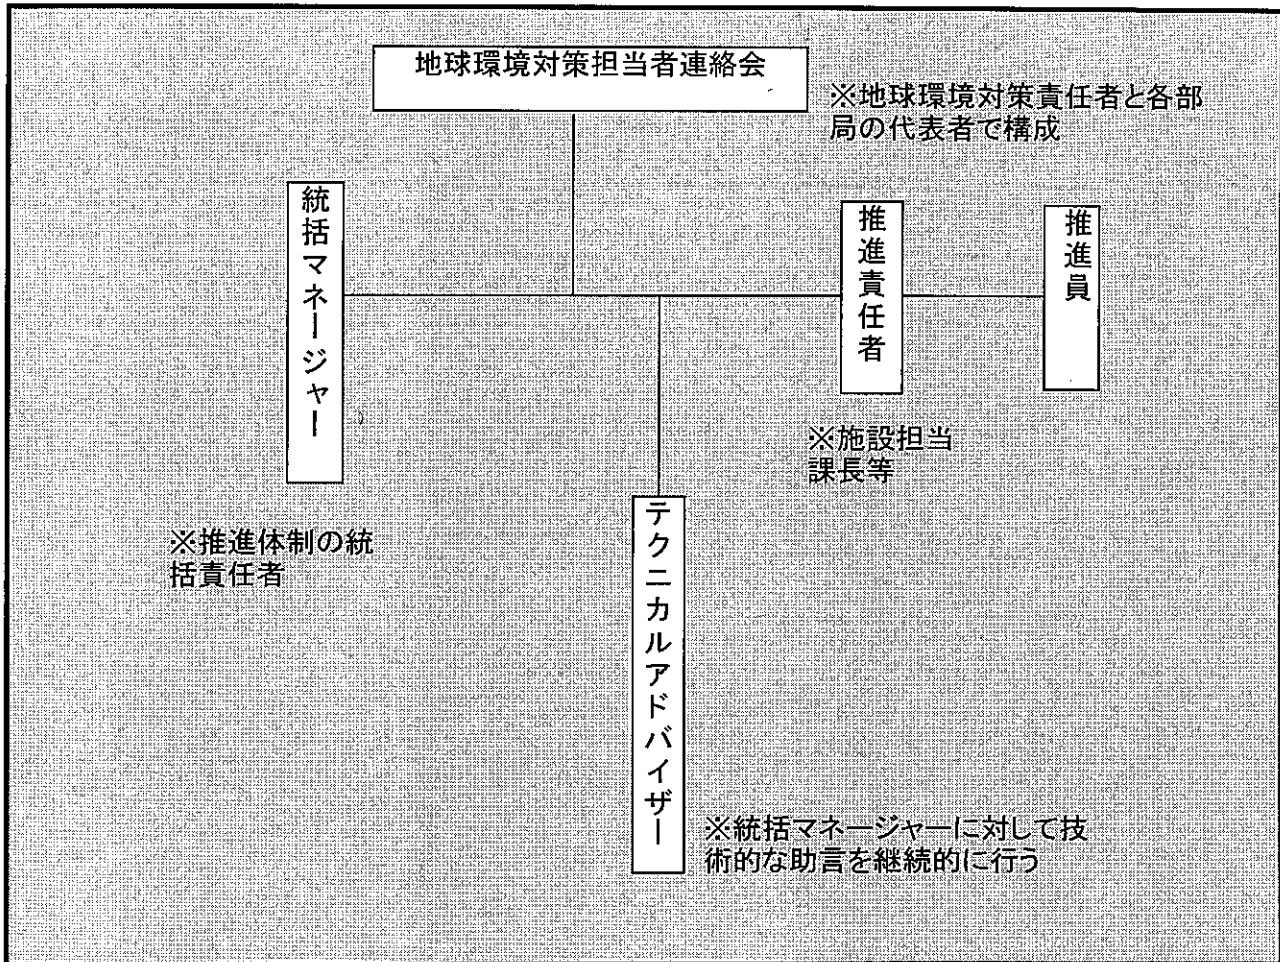 地球環境対策担当者連絡会
※地球環境対策責任者と各部
局の代表者で構成
統括マネージャー
※推進体制の統
括責任者
推進責任者
※施設担当
課長等
推進員
テクニカルアドバイザー
※統括マネージャーに対して技
術的な助言を継続的に行う